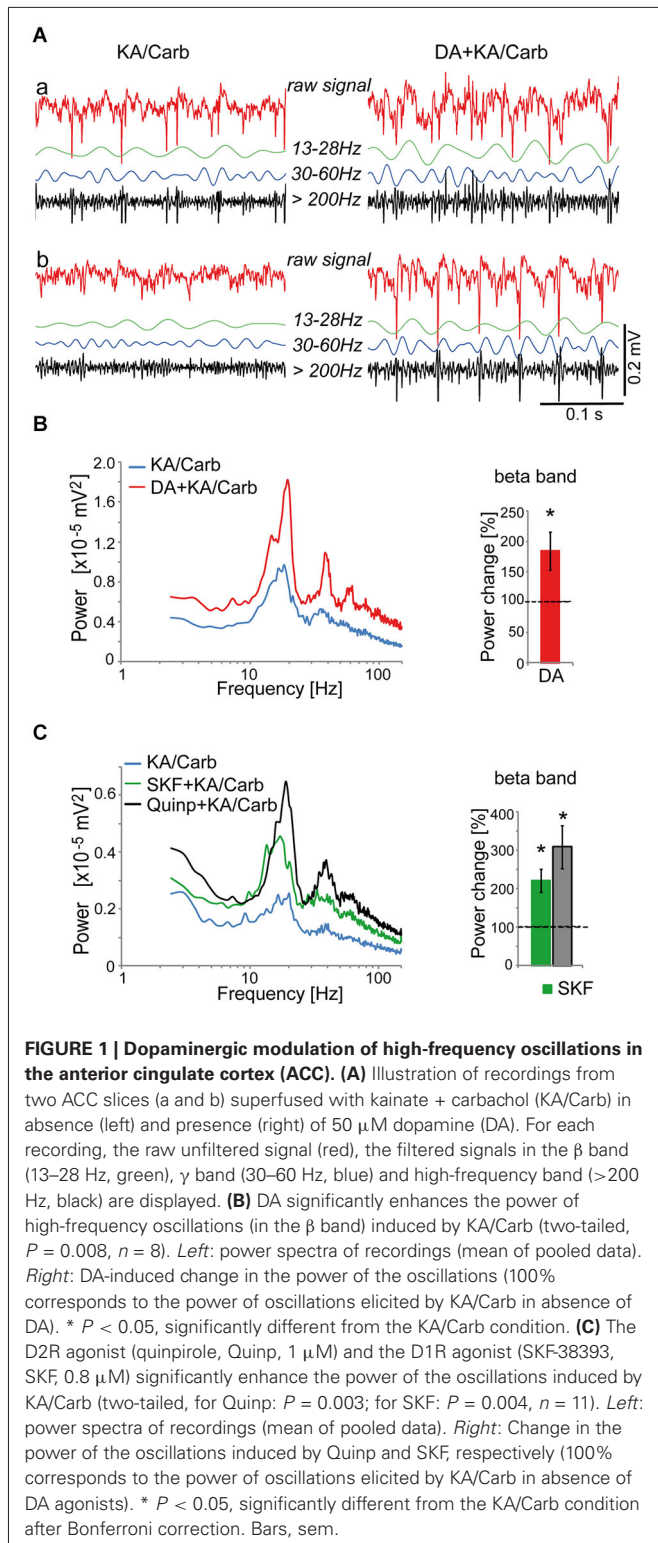 A
KA/Carb DA+KA/Carb
a raw signal
13-28Hz
30-60Hz
> 200Hz
b raw signal
13-28Hz
30-60Hz
> 200Hz
0.2 mV
0.1 s
B
Power [x10-5 mV2]
2.0
1.6
1.2
0.8
0.4
0
KA/Carb
DA+KA/Carb
1 10 100
Frequency [Hz]
beta band
Power change [%]
250
200
150
100
50
0
*
DA
C
Power [x10-5 mV2]
0.6
0.4
0.2
0
KA/Carb
SKF+KA/Carb
Quinp+KA/Carb
1 10 100
Frequency [Hz]
beta band
Power change [%]
400
300
200
100
0
* *
SKF
FIGURE 1 | Dopaminergic modulation of high-frequency oscillations in
the anterior cingulate cortex (ACC). (A) Illustration of recordings from
two ACC slices (a and b) superfused with kainate + carbachol (KA/Carb) in
absence (left) and presence (right) of 50 μM dopamine (DA). For each
recording, the raw unfiltered signal (red), the filtered signals in the β band
(13–28 Hz, green), γ band (30–60 Hz, blue) and high-frequency band (>200
Hz, black) are displayed. (B) DA significantly enhances the power of
high-frequency oscillations (in the β band) induced by KA/Carb (two-tailed,
P = 0.008, n = 8). Left: power spectra of recordings (mean of pooled data).
Right: DA-induced change in the power of the oscillations (100%
corresponds to the power of oscillations elicited by KA/Carb in absence of
DA). * P < 0.05, significantly different from the KA/Carb condition. (C) The
D2R agonist (quinpirole, Quinp, 1 μM) and the D1R agonist (SKF-38393,
SKF, 0.8 μM) significantly enhance the power of the oscillations induced by
KA/Carb (two-tailed, for Quinp: P = 0.003; for SKF: P = 0.004, n = 11). Left:
power spectra of recordings (mean of pooled data). Right: Change in the
power of the oscillations induced by Quinp and SKF, respectively (100%
corresponds to the power of oscillations elicited by KA/Carb in absence of
DA agonists). * P < 0.05, significantly different from the KA/Carb condition
after Bonferroni correction. Bars, sem.